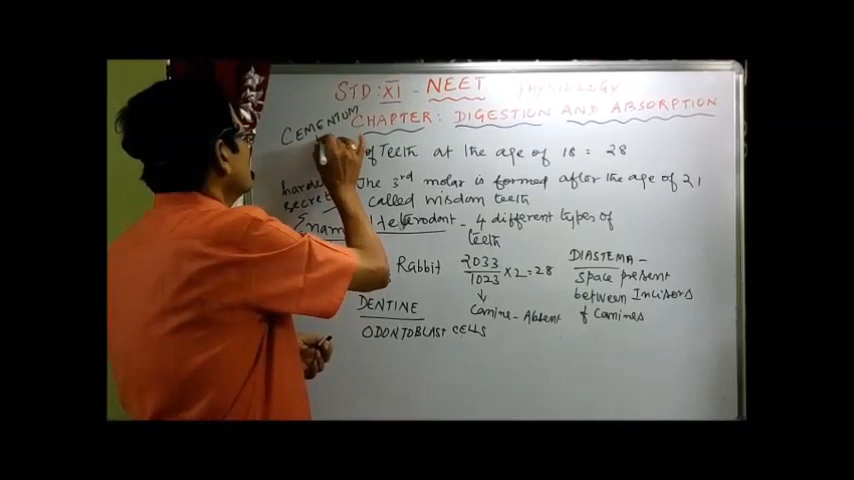 STD: XI - NEET PHYSIOLOGY
CHAPTER: DIGESTION AND ABSORPTION
CEMENTUM
of Teeth at the age of 18 = 28
The 3rd molar is formed after the age of 21
called wisdom teeth
Heterodont - 4 different types of
teeth
Rabbit 2033/1023 × 2 = 28
Canine - Absent
DIASTEMA -
space present
between Incisors
& Canines
DENTINE
ODONTOBLAST CELLS